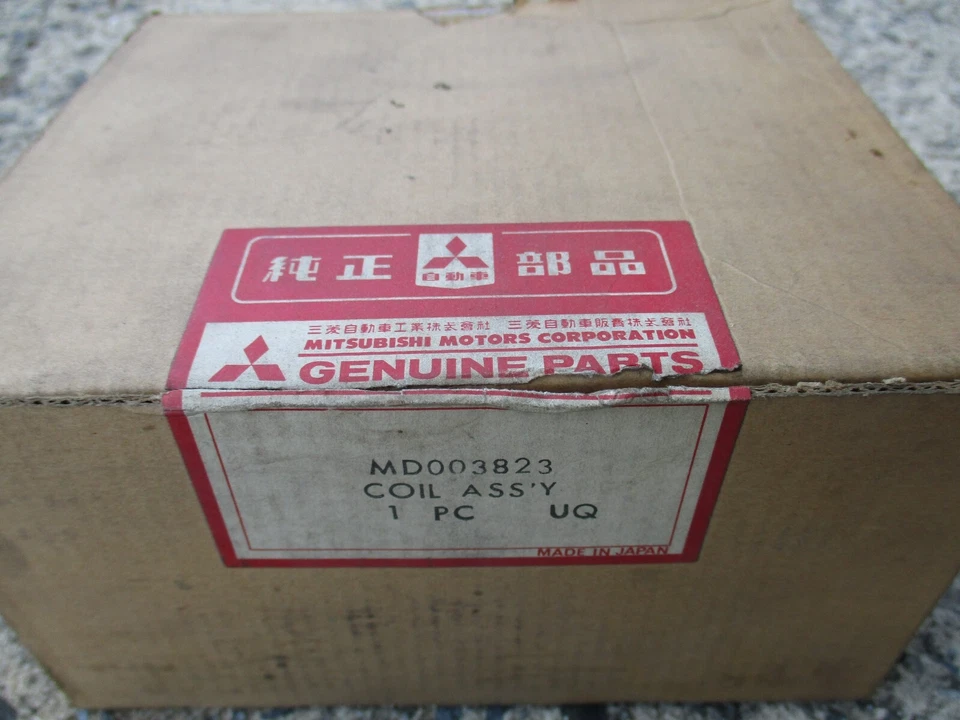 純正 自動車 部品
三菱自動車工業株式会社 三菱自動車販売株式会社
MITSUBISHI MOTORS CORPORATION
GENUINE PARTS
MD003823
COIL ASS'Y
1 PC UQ
MADE IN JAPAN